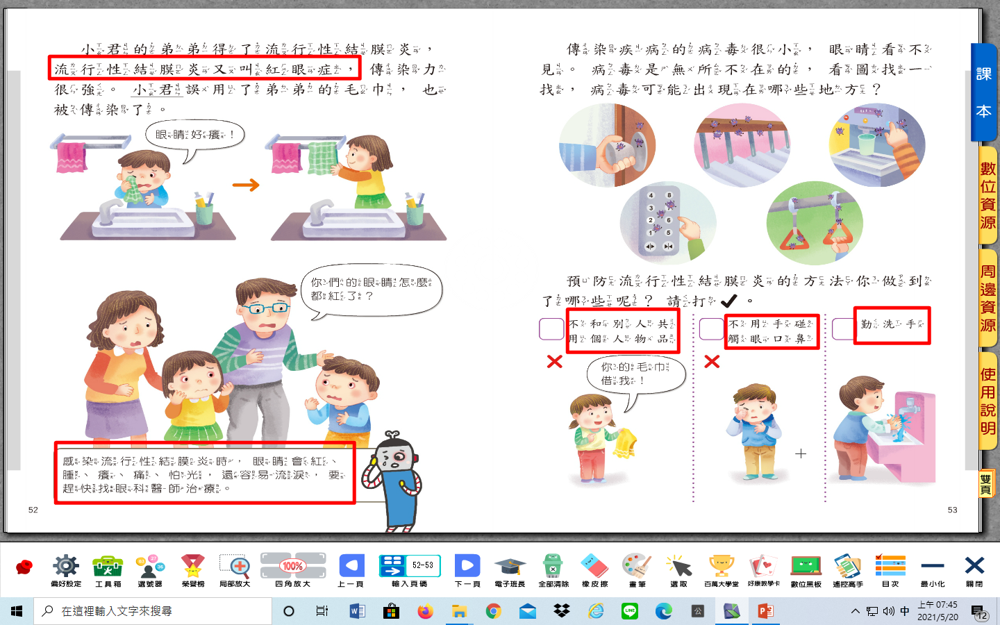 小君的弟弟得了流行性結膜炎，
流行性結膜炎又叫紅眼症，傳染力
很強。小君誤用了弟弟的毛巾，也
被傳染了。
眼睛好癢！
你們的眼睛怎麼
都紅了？
感染流行性結膜炎時，眼睛會紅、
腫、癢、痛、怕光，還容易流淚，要
趕快找眼科醫師治療。
52
傳染疾病的病毒很小，眼睛看不
見。病毒是無所不在的，看圖找一
找，病毒可能出現在哪些地方？
4 8
3
2 6
1 5
預防流行性結膜炎的方法你做到
了哪些呢？請打✔。
不和別人共
用個人物品
不用手碰
觸眼口鼻
勤洗手
你的毛巾
借我！
53
課本
數位資源
周邊資源
使用說明
雙頁
偏好設定
工具箱
選號器
榮譽榜
局部放大
100%
四角放大
上一頁
52-53
輸入頁碼
下一頁
電子班長
全部清除
橡皮擦
畫筆
選取
百萬大學堂
好康教學卡
數位黑板
遙控高手
目次
最小化
關閉
在這裡輸入文字來搜尋
中
上午 07:45
2021/5/20
12